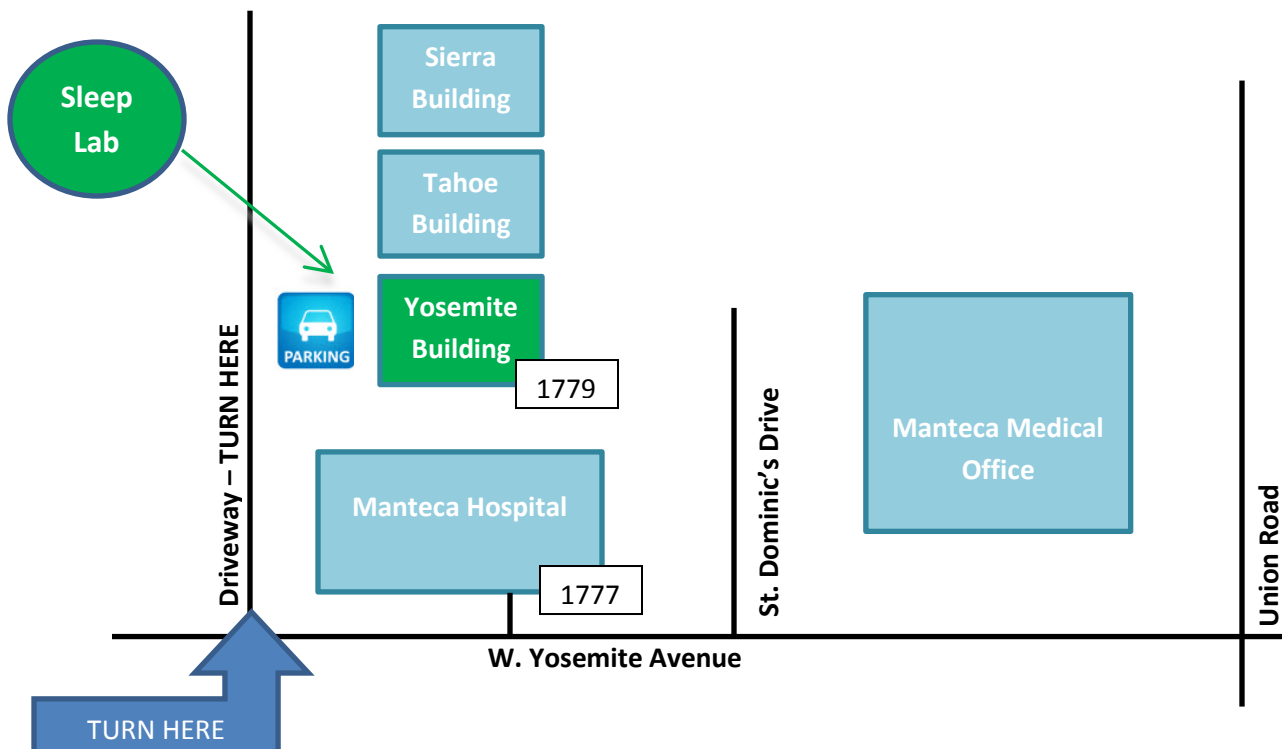 Sleep
Lab
Sierra
Building
Tahoe
Building
Yosemite
Building
1779
PARKING
Driveway – TURN HERE
Manteca Hospital
1777
St. Dominic’s Drive
Manteca Medical
Office
Union Road
W. Yosemite Avenue
TURN HERE